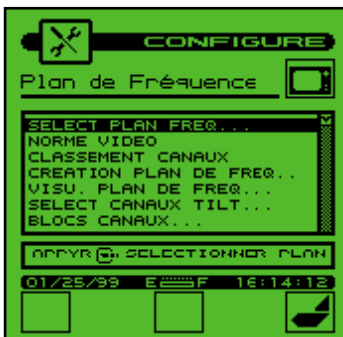 CONFIGURE
Plan de Fréquence
SELECT PLAN FREQ...
NORME VIDEO
CLASSEMENT CANAUX
CREATION PLAN DE FREQ..
VISU. PLAN DE FREQ...
SELECT CANAUX TILT...
BLOCS CANAUX...
SELECTIONNER PLAN
01/25/99 E F 16:14:12